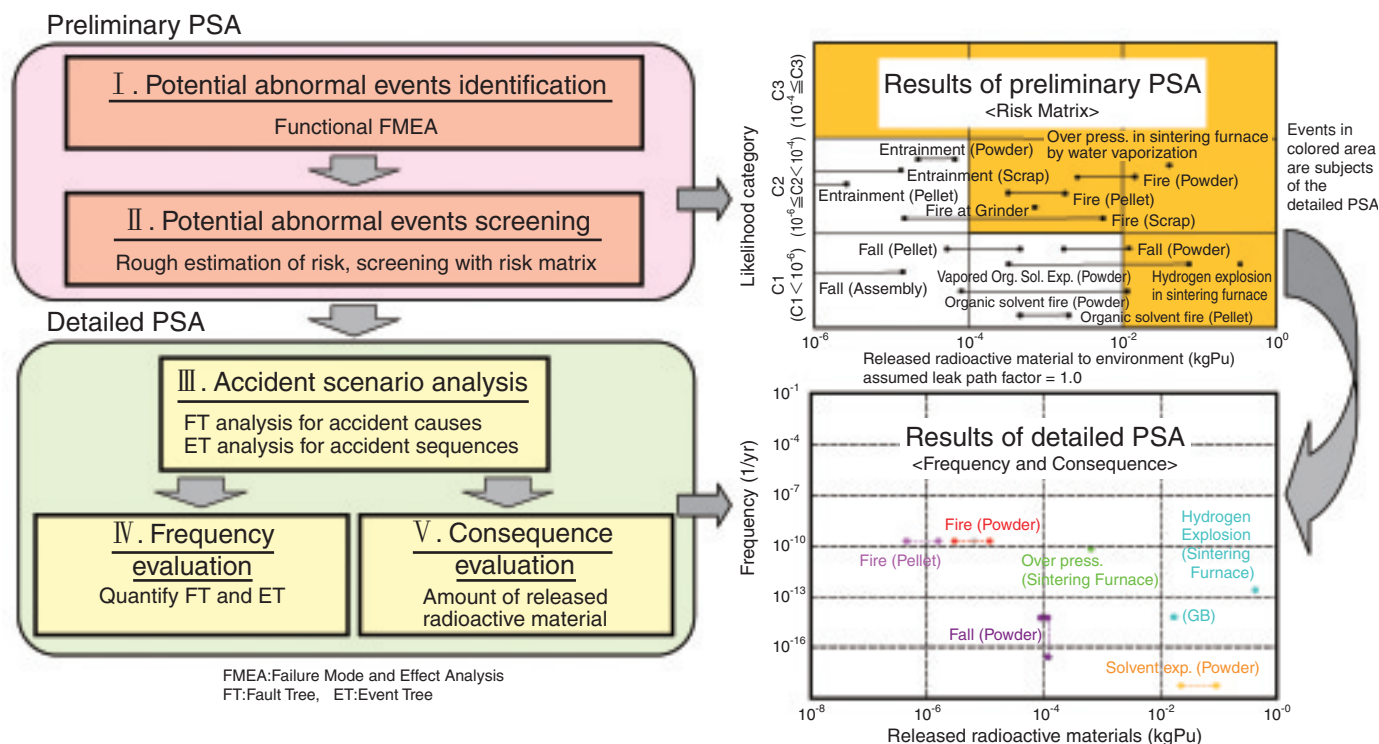 Preliminary PSA
Ⅰ. Potential abnormal events identification
Functional FMEA
Ⅱ. Potential abnormal events screening
Rough estimation of risk, screening with risk matrix
Detailed PSA
Ⅲ. Accident scenario analysis
FT analysis for accident causes
ET analysis for accident sequences
Ⅳ. Frequency
evaluation
Quantify FT and ET
Ⅴ. Consequence
evaluation
Amount of released
radioactive material
FMEA:Failure Mode and Effect Analysis
FT:Fault Tree, ET:Event Tree
Likelihood category
C3
(10⁻⁴≦C3)
C2
(10⁻⁶≦C2<10⁻⁴)
C1
(C1<10⁻⁶)
Results of preliminary PSA
<Risk Matrix>
Over press. in sintering furnace
by water vaporization
Entrainment (Powder)
Entrainment (Scrap)
Fire (Powder)
Entrainment (Pellet)
Fire (Pellet)
Fire at Grinder
Fire (Scrap)
Fall (Pellet)
Fall (Powder)
Vapored Org. Sol. Exp. (Powder)
Hydrogen explosion
in sintering furnace
Fall (Assembly)
Organic solvent fire (Powder)
Organic solvent fire (Pellet)
10⁻⁶ 10⁻⁴ 10⁻² 10⁰
Released radioactive material to environment (kgPu)
assumed leak path factor = 1.0
Events in
colored area
are subjects
of the
detailed PSA
Frequency (1/yr)
10⁻¹
10⁻⁴
10⁻⁷
10⁻¹⁰
10⁻¹³
10⁻¹⁶
Results of detailed PSA
<Frequency and Consequence>
Fire (Powder)
Fire (Pellet)
Over press.
(Sintering Furnace)
Hydrogen
Explosion
(Sintering
Furnace)
(GB)
Fall (Powder)
Solvent exp. (Powder)
10⁻⁸ 10⁻⁶ 10⁻⁴ 10⁻² 10⁰
Released radioactive materials (kgPu)